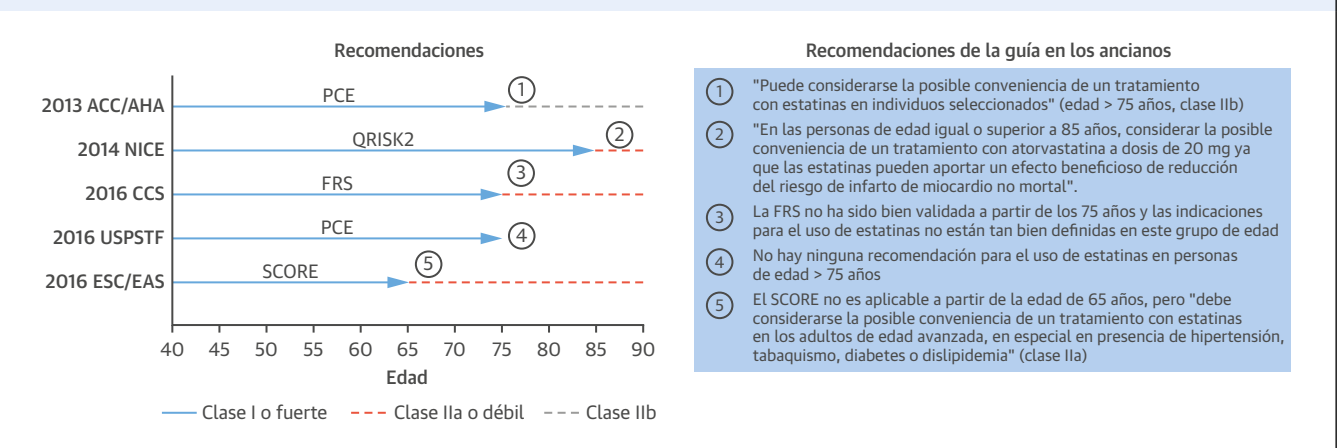 Recomendaciones
2013 ACC/AHA
PCE
1
2014 NICE
QRISK2
2
2016 CCS
FRS
3
2016 USPSTF
PCE
4
2016 ESC/EAS
SCORE
5
40 45 50 55 60 65 70 75 80 85 90
Edad
Clase I o fuerte
Clase IIa o débil
Clase IIb
Recomendaciones de la guía en los ancianos
1
"Puede considerarse la posible conveniencia de un tratamiento
con estatinas en individuos seleccionados" (edad > 75 años, clase IIb)
2
"En las personas de edad igual o superior a 85 años, considerar la posible
conveniencia de un tratamiento con atorvastatina a dosis de 20 mg ya
que las estatinas pueden aportar un efecto beneficioso de reducción
del riesgo de infarto de miocardio no mortal".
3
La FRS no ha sido bien validada a partir de los 75 años y las indicaciones
para el uso de estatinas no están tan bien definidas en este grupo de edad
4
No hay ninguna recomendación para el uso de estatinas en personas
de edad > 75 años
5
El SCORE no es aplicable a partir de la edad de 65 años, pero "debe
considerarse la posible conveniencia de un tratamiento con estatinas
en los adultos de edad avanzada, en especial en presencia de hipertensión,
tabaquismo, diabetes o dislipidemia" (clase IIa)